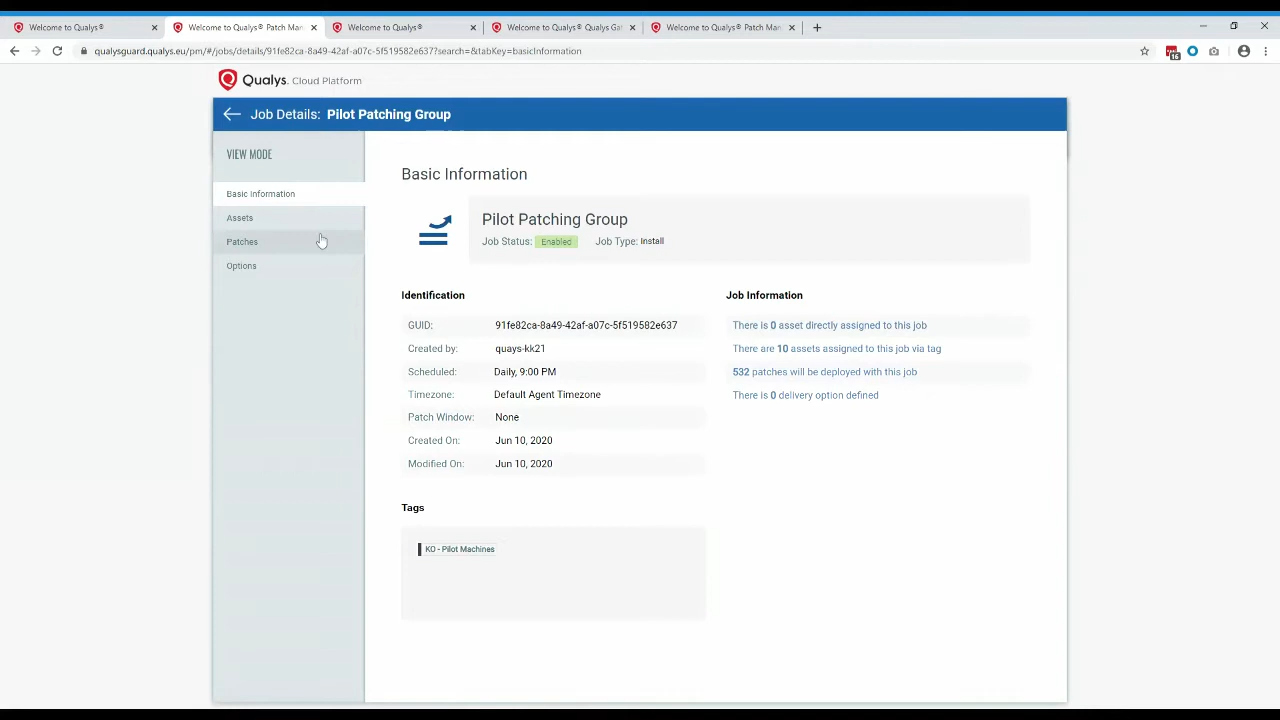 Welcome to Qualys®
Welcome to Qualys® Patch Man
Welcome to Qualys®
Welcome to Qualys® Qualys Gat
Welcome to Qualys® Patch Man
qualysguard.qualys.eu/pm/#/jobs/details/91fe82ca-8a49-42af-a07c-5f519582e637?search=&tabKey=basicInformation
Qualys. Cloud Platform
Job Details: Pilot Patching Group
VIEW MODE
Basic Information
Assets
Patches
Options
Basic Information
Pilot Patching Group
Job Status: Enabled Job Type: Install
Identification
GUID: 91fe82ca-8a49-42af-a07c-5f519582e637
Created by: quays-kk21
Scheduled: Daily, 9:00 PM
Timezone: Default Agent Timezone
Patch Window: None
Created On: Jun 10, 2020
Modified On: Jun 10, 2020
Job Information
There is 0 asset directly assigned to this job
There are 10 assets assigned to this job via tag
532 patches will be deployed with this job
There is 0 delivery option defined
Tags
KO - Pilot Machines